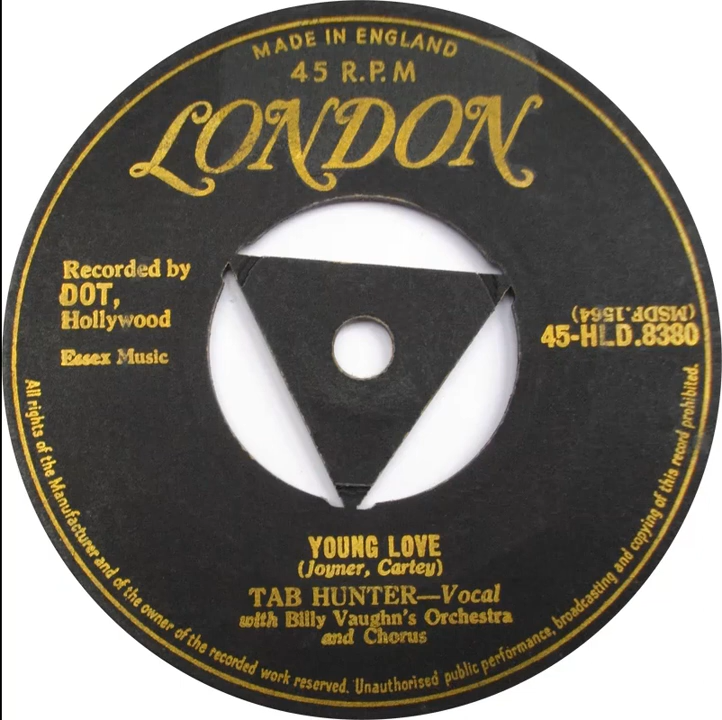 MADE IN ENGLAND
45 R.P.M
LONDON
Recorded by
DOT,
Hollywood
Essex Music
(MSDF.1564)
45-HLD.8380
YOUNG LOVE
(Joyner, Cartey)
TAB HUNTER—Vocal
with Billy Vaughn's Orchestra
and Chorus
All rights of the Manufacturer and of the owner of the recorded work reserved. Unauthorised public performance, broadcasting and copying of this record prohibited.